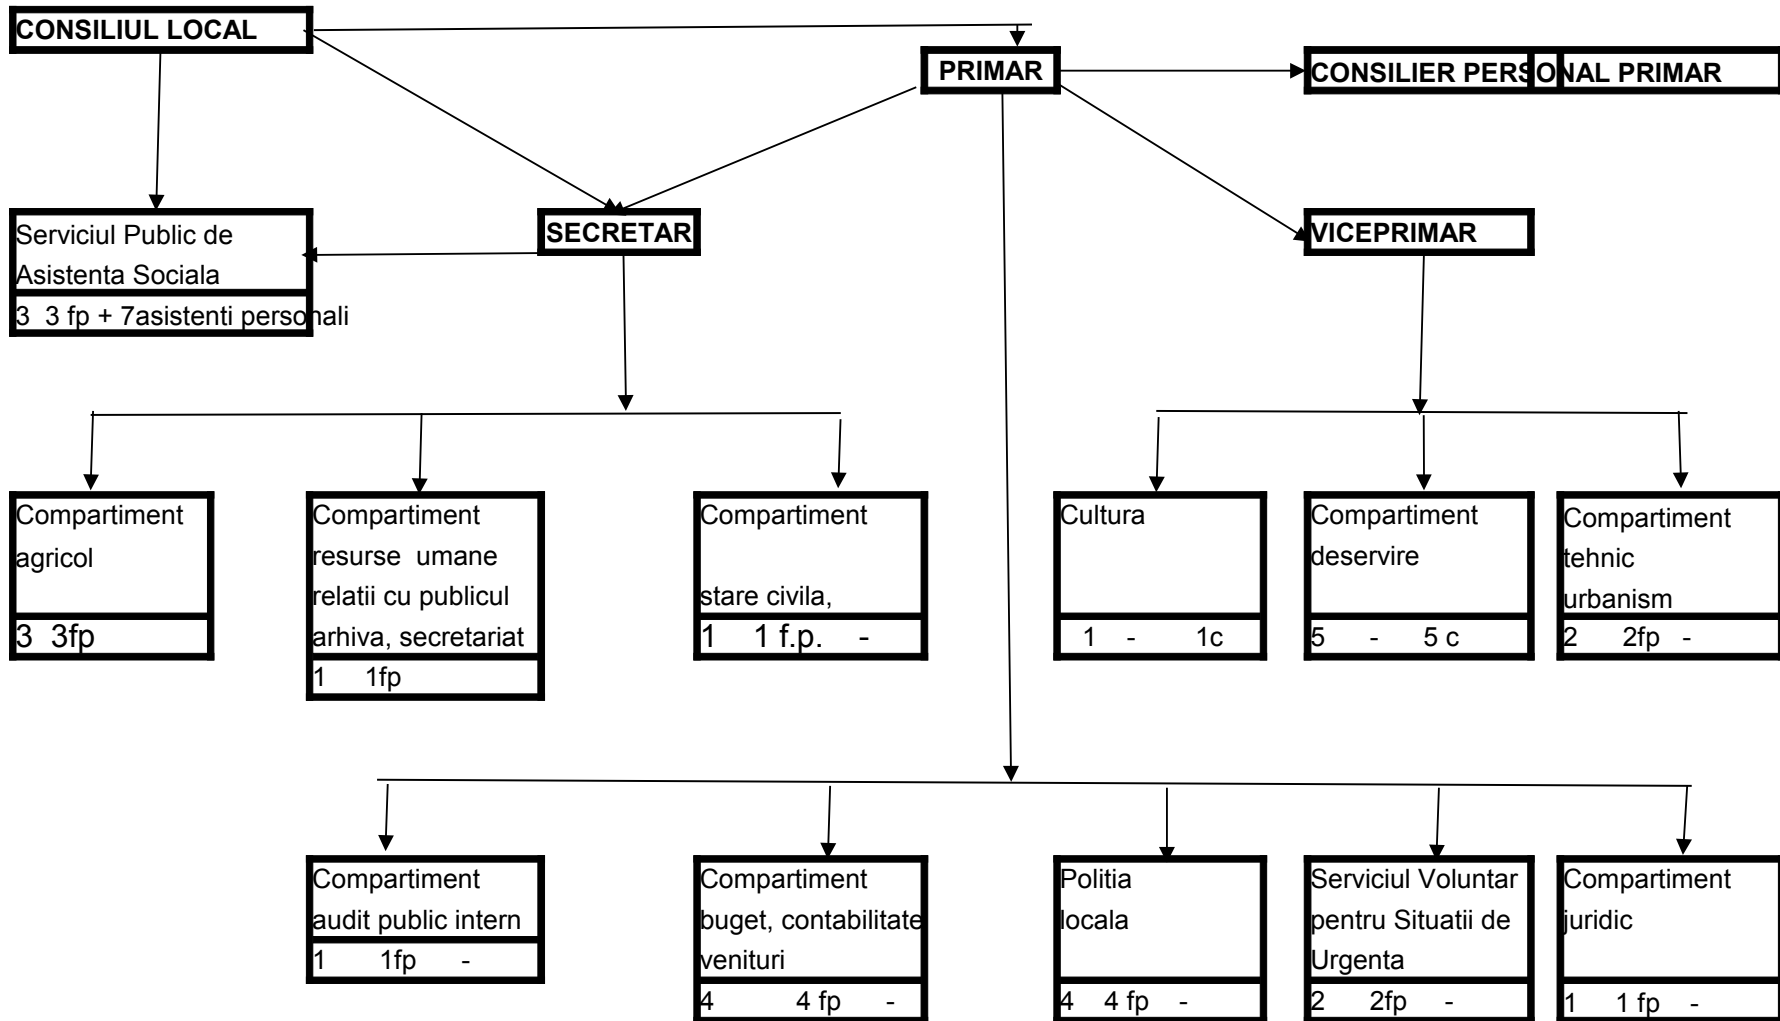 CONSILIUL LOCAL
PRIMAR
CONSILIER PERSONAL PRIMAR
Serviciul Public de
Asistenta Sociala
3 3 fp + 7asistenti personali
SECRETAR
VICEPRIMAR
Compartiment
agricol
3 3fp
Compartiment
resurse umane
relatii cu publicul
arhiva, secretariat
1 1fp
Compartiment
stare civila,
1 1 f.p. -
Cultura
1 - 1c
Compartiment
deservire
5 - 5 c
Compartiment
tehnic
urbanism
2 2fp -
Compartiment
audit public intern
1 1fp -
Compartiment
buget, contabilitate
venituri
4 4 fp -
Politia
locala
4 4 fp -
Serviciul Voluntar
pentru Situatii de
Urgenta
2 2fp -
Compartiment
juridic
1 1 fp -